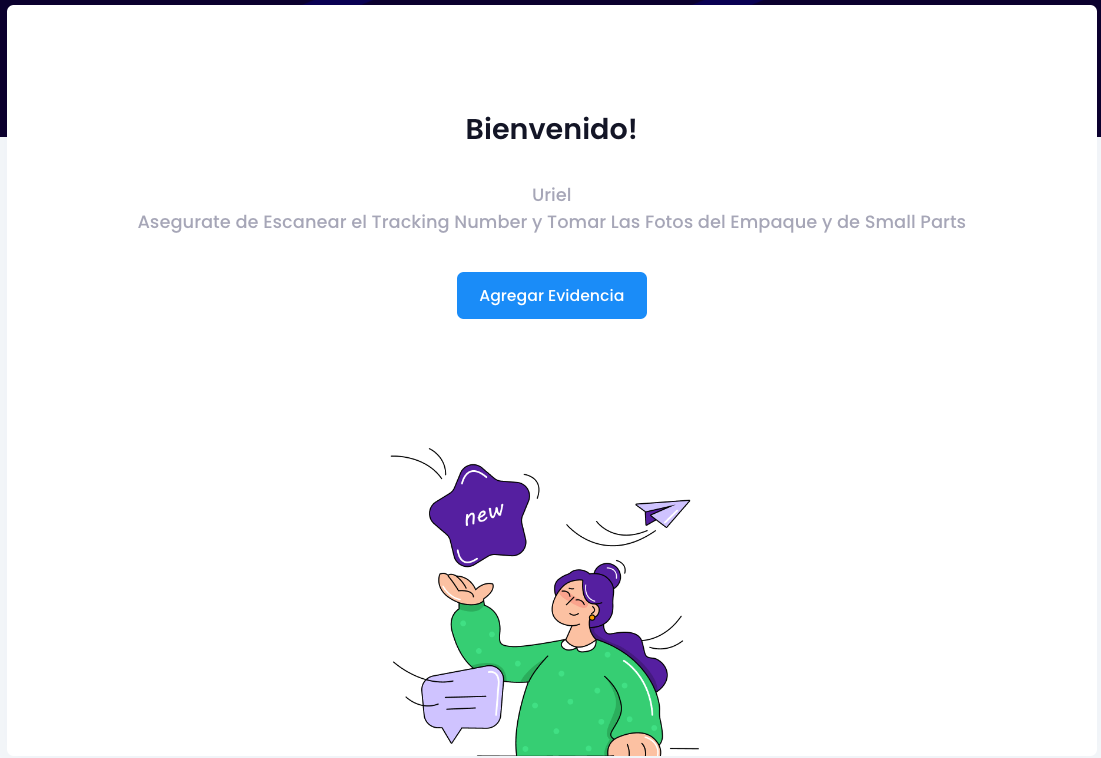 Bienvenido!
Uriel
Asegurate de Escanear el Tracking Number y Tomar Las Fotos del Empaque y de Small Parts
Agregar Evidencia
new